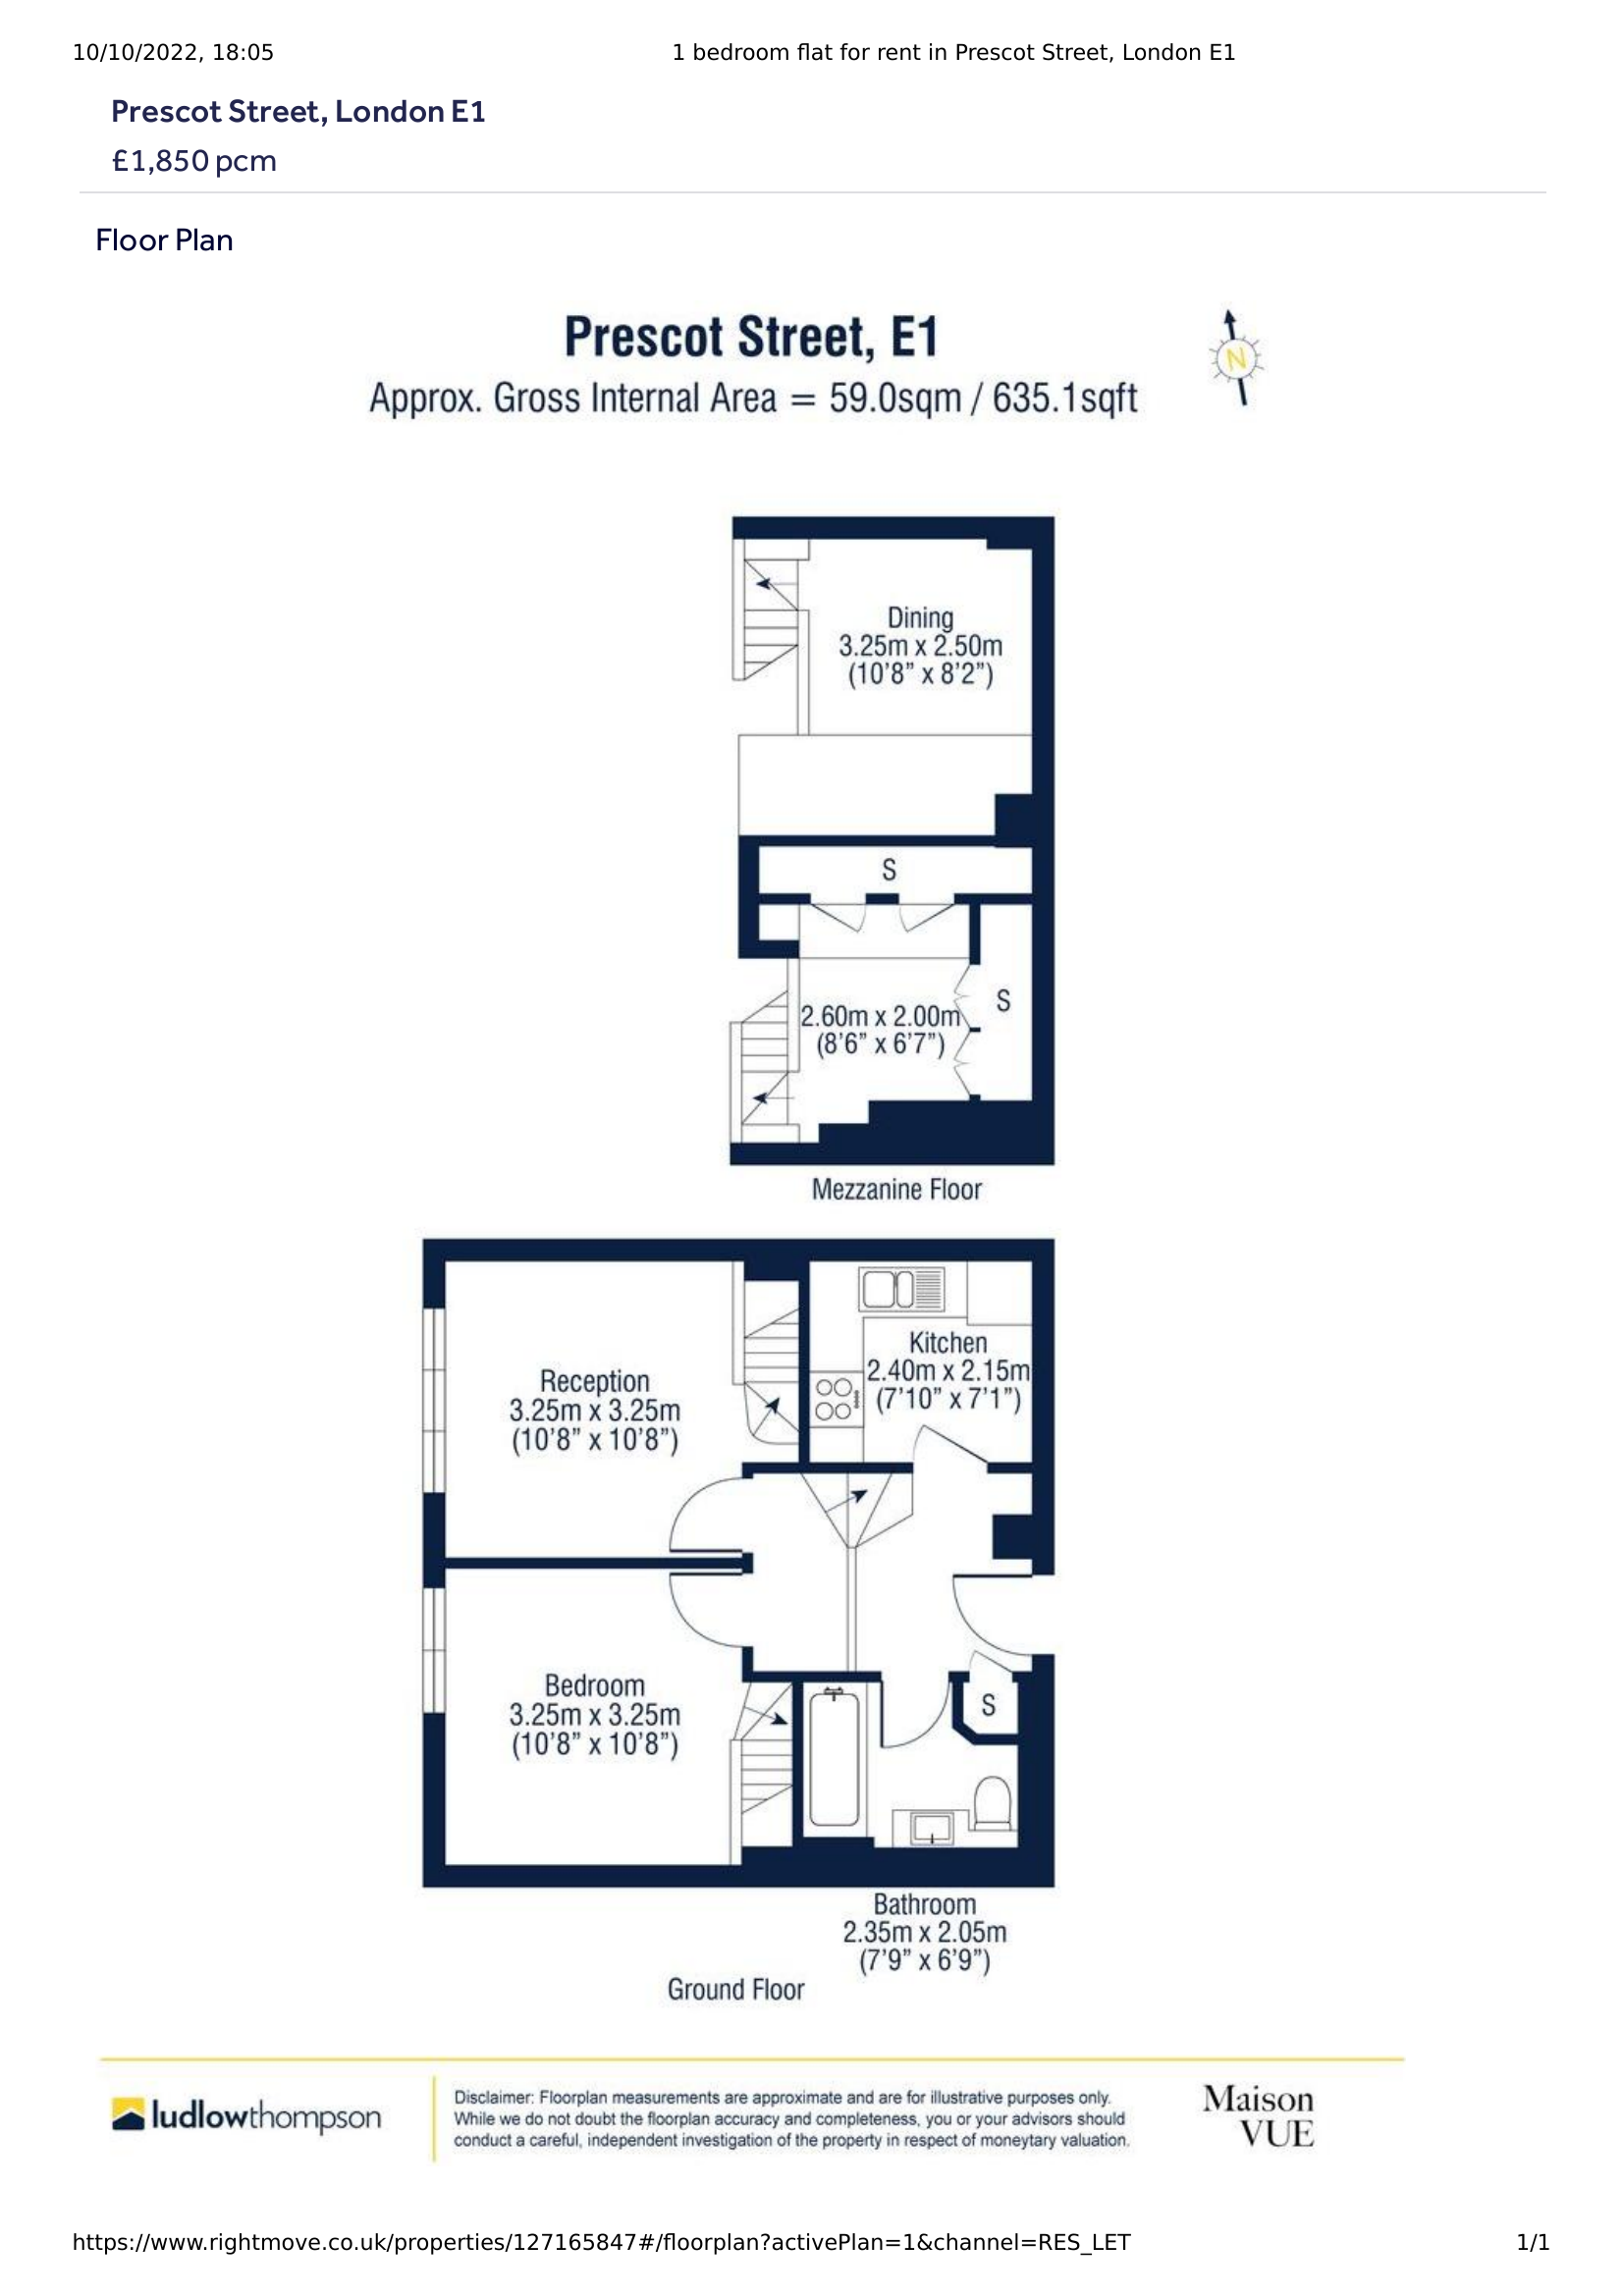 10/10/2022, 18:05
1 bedroom flat for rent in Prescot Street, London E1
Prescot Street, London E1
£1,850 pcm
Floor Plan
Prescot Street, E1
Approx. Gross Internal Area = 59.0sqm / 635.1sqft
N
Dining
3.25m x 2.50m
(10’8” x 8’2”)
S
S
2.60m x 2.00m
(8’6” x 6’7”)
Mezzanine Floor
Kitchen
2.40m x 2.15m
(7’10” x 7’1”)
Reception
3.25m x 3.25m
(10’8” x 10’8”)
Bedroom
3.25m x 3.25m
(10’8” x 10’8”)
S
Bathroom
2.35m x 2.05m
(7’9” x 6’9”)
Ground Floor
ludlowthompson
Disclaimer: Floorplan measurements are approximate and are for illustrative purposes only.
While we do not doubt the floorplan accuracy and completeness, you or your advisors should
conduct a careful, independent investigation of the property in respect of moneytary valuation.
Maison
VUE
https://www.rightmove.co.uk/properties/127165847#/floorplan?activePlan=1&channel=RES_LET
1/1